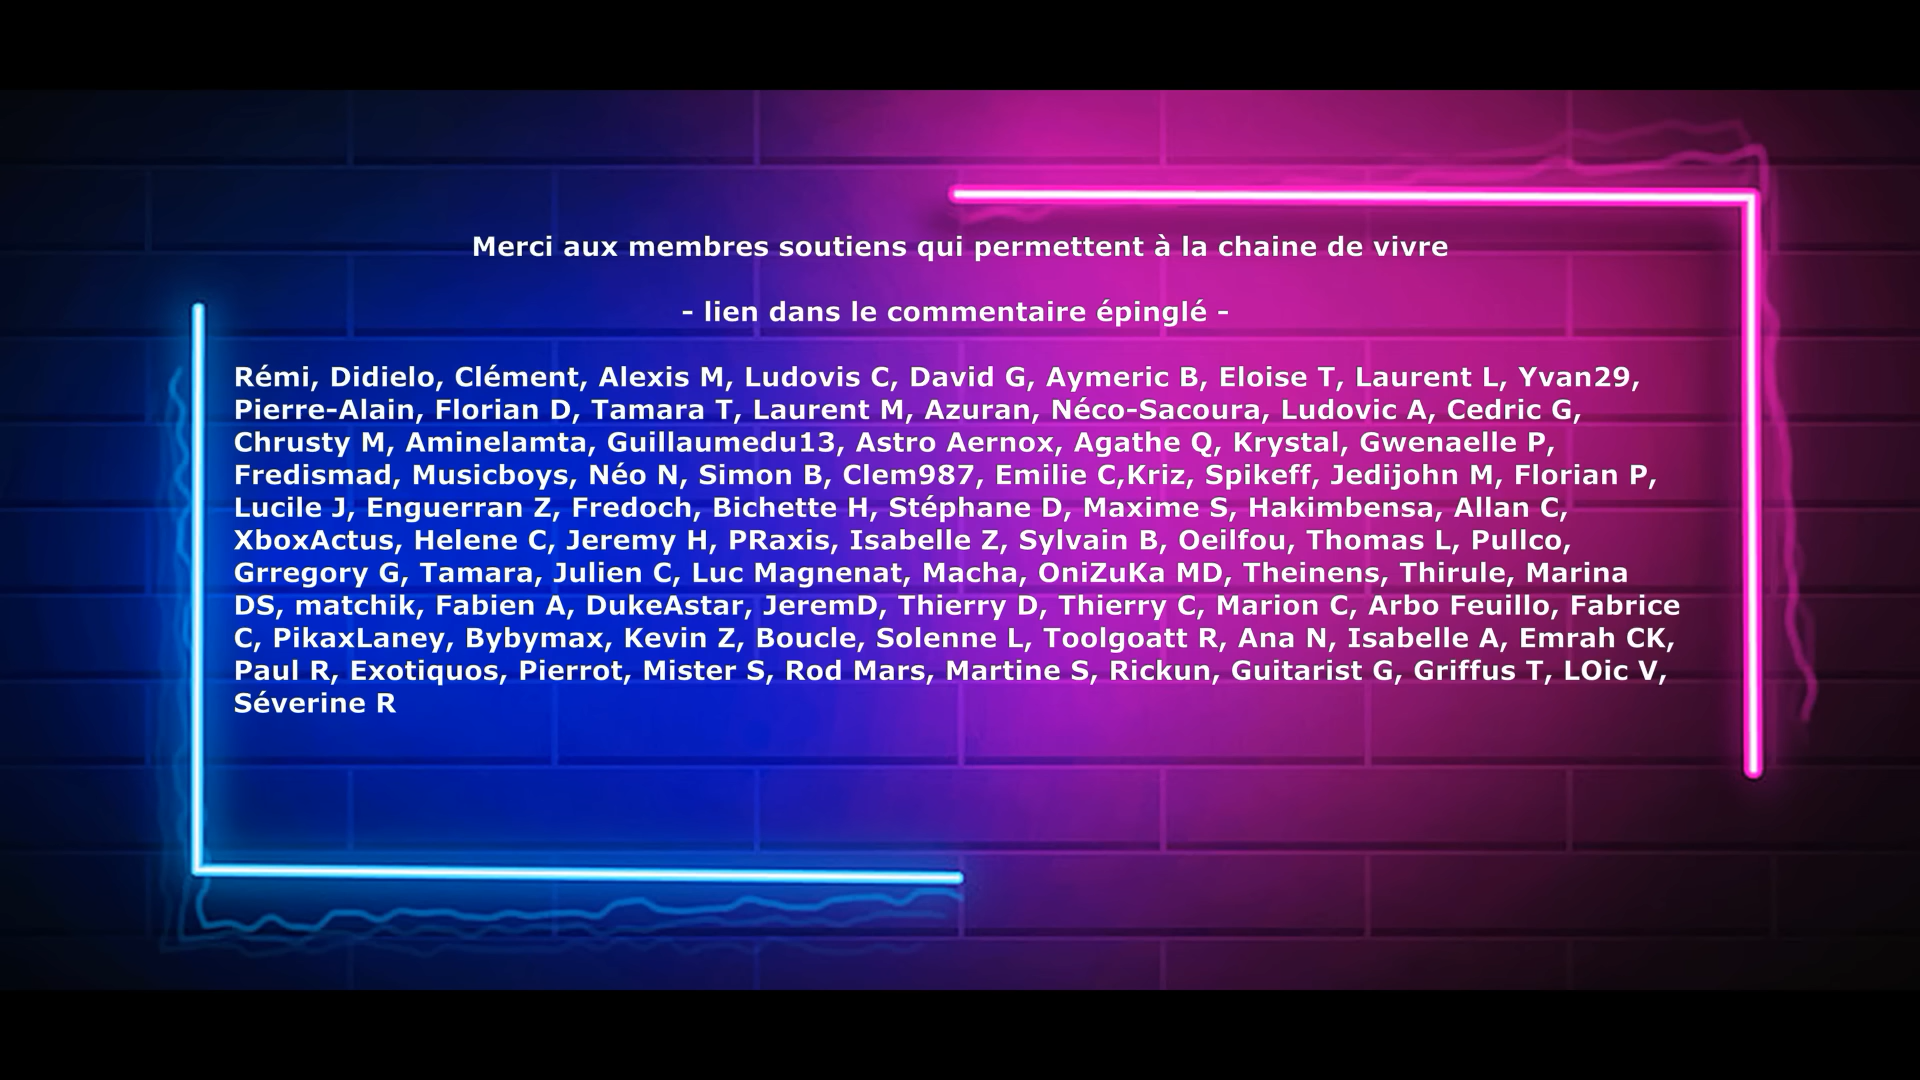 Merci aux membres soutiens qui permettent à la chaine de vivre
- lien dans le commentaire épinglé -
Rémi, Didielo, Clément, Alexis M, Ludovis C, David G, Aymeric B, Eloise T, Laurent L, Yvan29,
Pierre-Alain, Florian D, Tamara T, Laurent M, Azuran, Néco-Sacoura, Ludovic A, Cedric G,
Chrusty M, Aminelamta, Guillaumedu13, Astro Aernox, Agathe Q, Krystal, Gwenaelle P,
Fredismad, Musicboys, Néo N, Simon B, Clem987, Emilie C,Kriz, Spikeff, Jedijohn M, Florian P,
Lucile J, Enguerran Z, Fredoch, Bichette H, Stéphane D, Maxime S, Hakimbensa, Allan C,
XboxActus, Helene C, Jeremy H, PRaxis, Isabelle Z, Sylvain B, Oeilfou, Thomas L, Pullco,
Grregory G, Tamara, Julien C, Luc Magnenat, Macha, OniZuKa MD, Theinens, Thirule, Marina
DS, matchik, Fabien A, DukeAstar, JeremD, Thierry D, Thierry C, Marion C, Arbo Feuillo, Fabrice
C, PikaxLaney, Bybymax, Kevin Z, Boucle, Solenne L, Toolgoatt R, Ana N, Isabelle A, Emrah CK,
Paul R, Exotiquos, Pierrot, Mister S, Rod Mars, Martine S, Rickun, Guitarist G, Griffus T, LOic V,
Séverine R